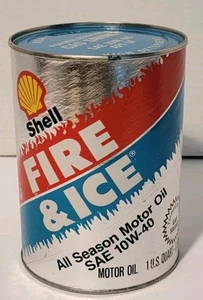 Shell
FIRE
& ICE®
All Season Motor Oil
SAE 10W-40
MOTOR OIL
1 U.S. QUART